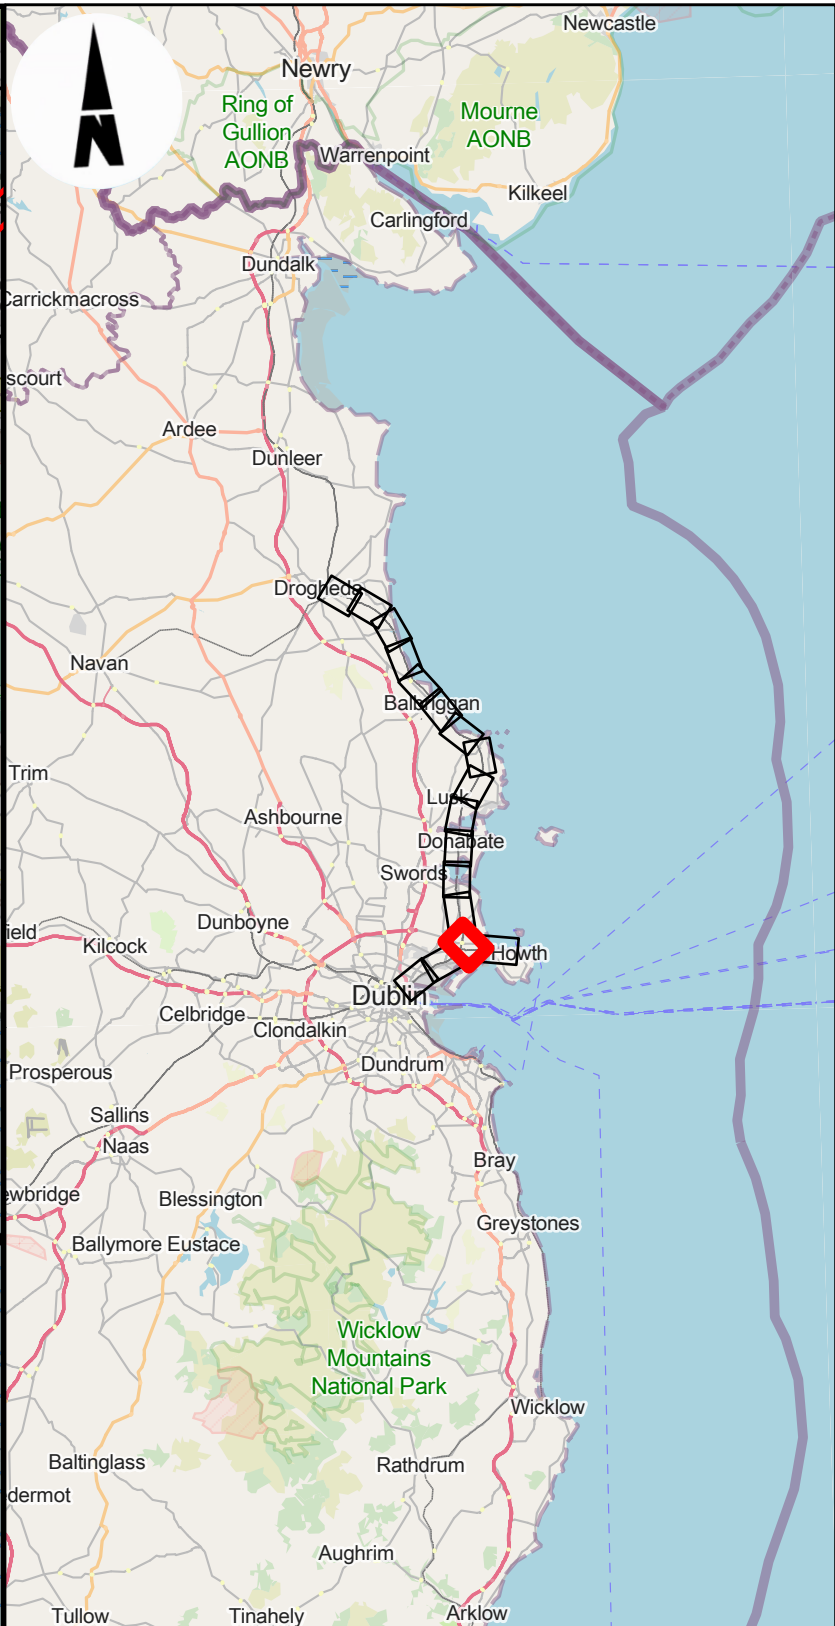 Newcastle
Newry
Ring of
Gullion
AONB
Mourne
AONB
N
Warrenpoint
Kilkeel
Carlingford
Dundalk
Carrickmacross
scourt
Ardee
Dunleer
Drogheda
Navan
Balbriggan
Trim
Lusk
Ashbourne
Donabate
Swords
Dunboyne
ield
Kilcock
Howth
Dublin
Celbridge
Clondalkin
Dundrum
Prosperous
Sallins
Naas
Bray
ewbridge
Blessington
Greystones
Ballymore Eustace
Wicklow
Mountains
National Park
Wicklow
Baltinglass
Rathdrum
dermot
Aughrim
Tullow
Tinahely
Arklow